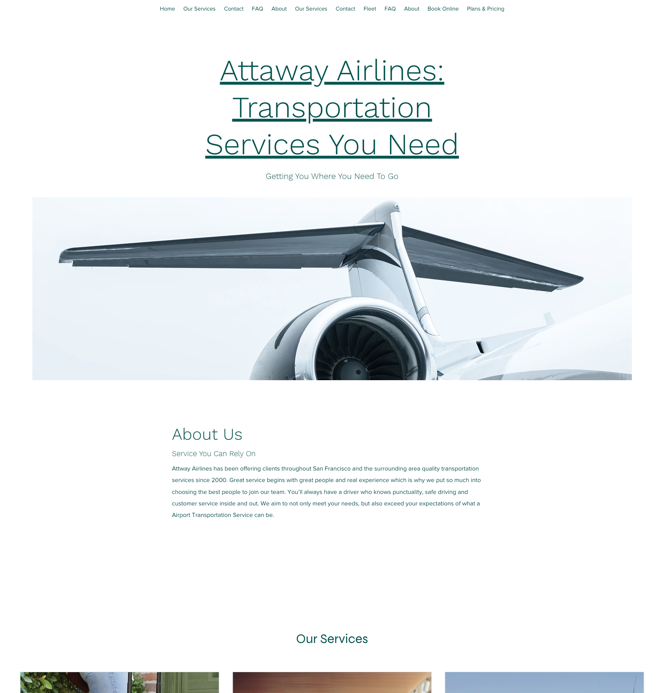 Home Our Services Contact FAQ About Our Services Contact Fleet FAQ About Book Online Plans & Pricing
Attaway Airlines:
Transportation
Services You Need
Getting You Where You Need To Go
About Us
Service You Can Rely On
Attway Airlines has been offering clients throughout San Francisco and the surrounding area quality transportation
services since 2000. Great service begins with great people and real experience which is why we put so much into
choosing the best people to join our team. You'll always have a driver who knows punctuality, safe driving and
customer service inside and out. We aim to not only meet your needs, but also exceed your expectations of what a
Airport Transportation Service can be.
Our Services